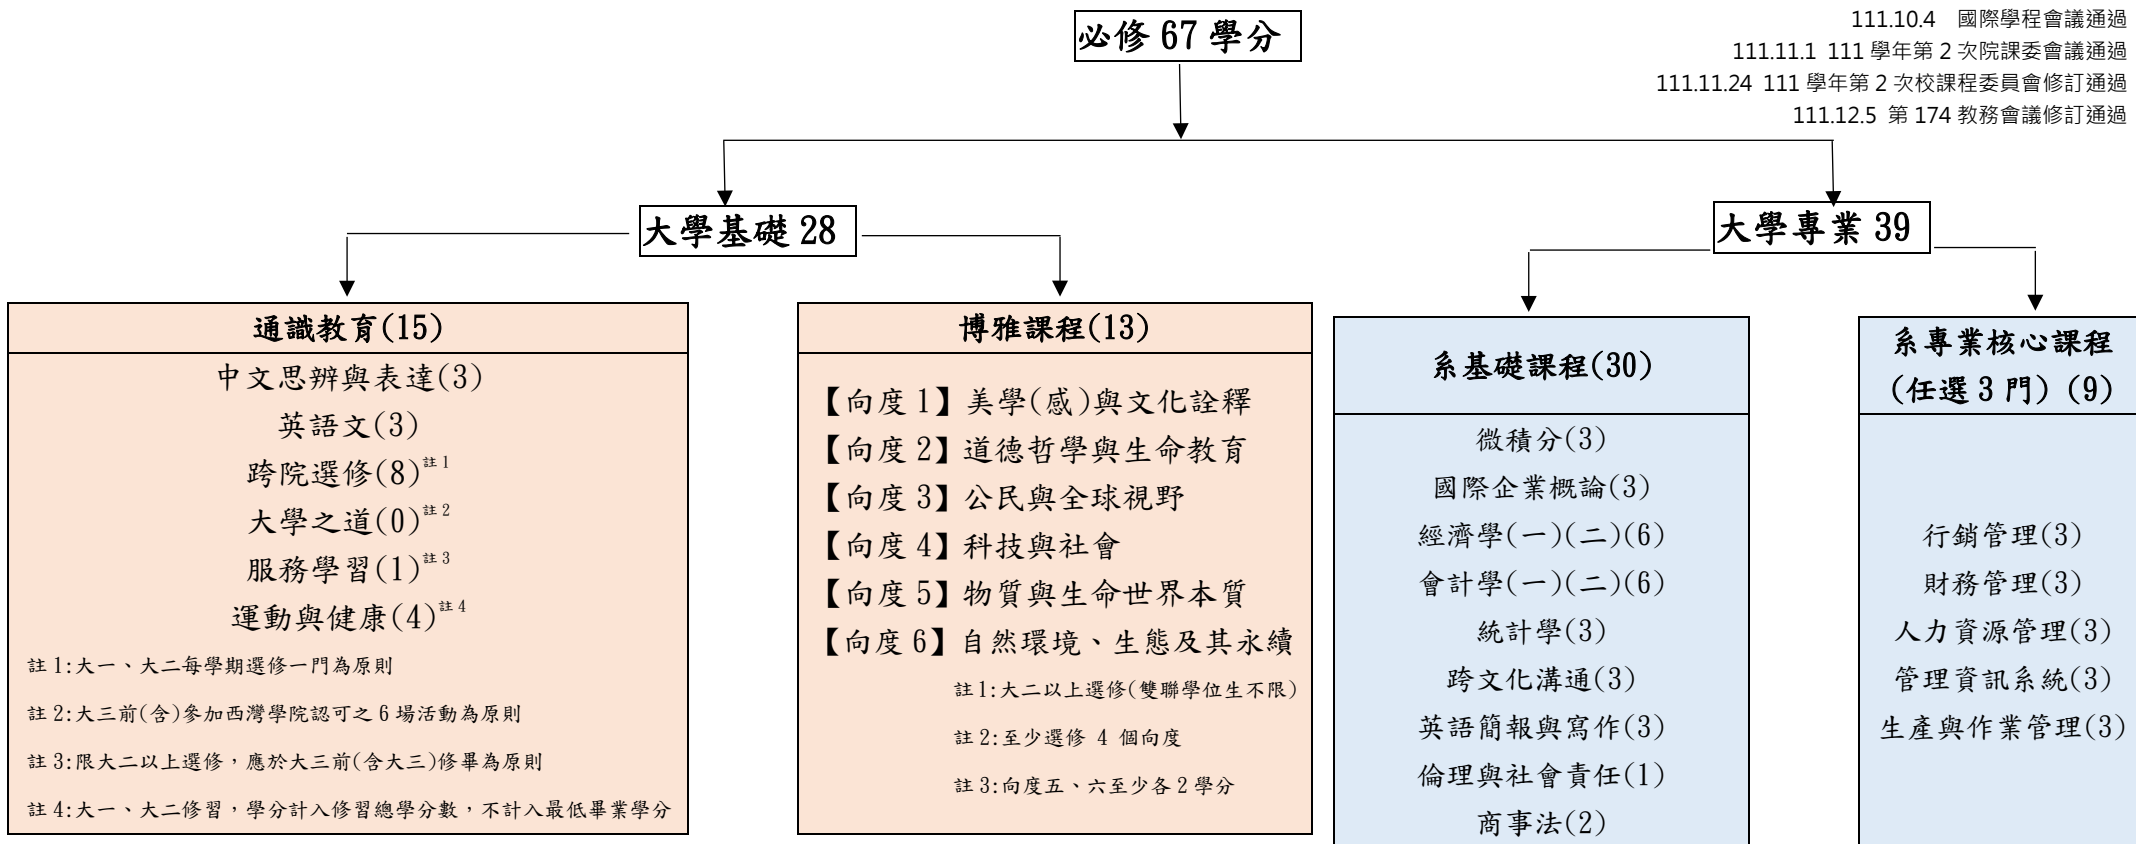 必修 67 學分
111.10.4 國際學程會議通過
111.11.1 111 學年第 2 次院課委會議通過
111.11.24 111 學年第 2 次校課程委員會修訂通過
111.12.5 第 174 教務會議修訂通過
大學基礎 28
大學專業 39
通識教育(15)
中文思辨與表達(3)
英語文(3)
跨院選修(8)註1
大學之道(0)註2
服務學習(1)註3
運動與健康(4)註4
註 1:大一、大二每學期選修一門為原則
註 2:大三前(含)參加西灣學院認可之 6 場活動為原則
註 3:限大二以上選修，應於大三前(含大三)修畢為原則
註 4:大一、大二修習，學分計入修習總學分數，不計入最低畢業學分
博雅課程(13)
【向度 1】美學(感)與文化詮釋
【向度 2】道德哲學與生命教育
【向度 3】公民與全球視野
【向度 4】科技與社會
【向度 5】物質與生命世界本質
【向度 6】自然環境、生態及其永續
註 1:大二以上選修(雙聯學位生不限)
註 2:至少選修 4 個向度
註 3:向度五、六至少各 2 學分
系基礎課程(30)
微積分(3)
國際企業概論(3)
經濟學(一)(二)(6)
會計學(一)(二)(6)
統計學(3)
跨文化溝通(3)
英語簡報與寫作(3)
倫理與社會責任(1)
商事法(2)
系專業核心課程
(任選 3 門) (9)
行銷管理(3)
財務管理(3)
人力資源管理(3)
管理資訊系統(3)
生產與作業管理(3)